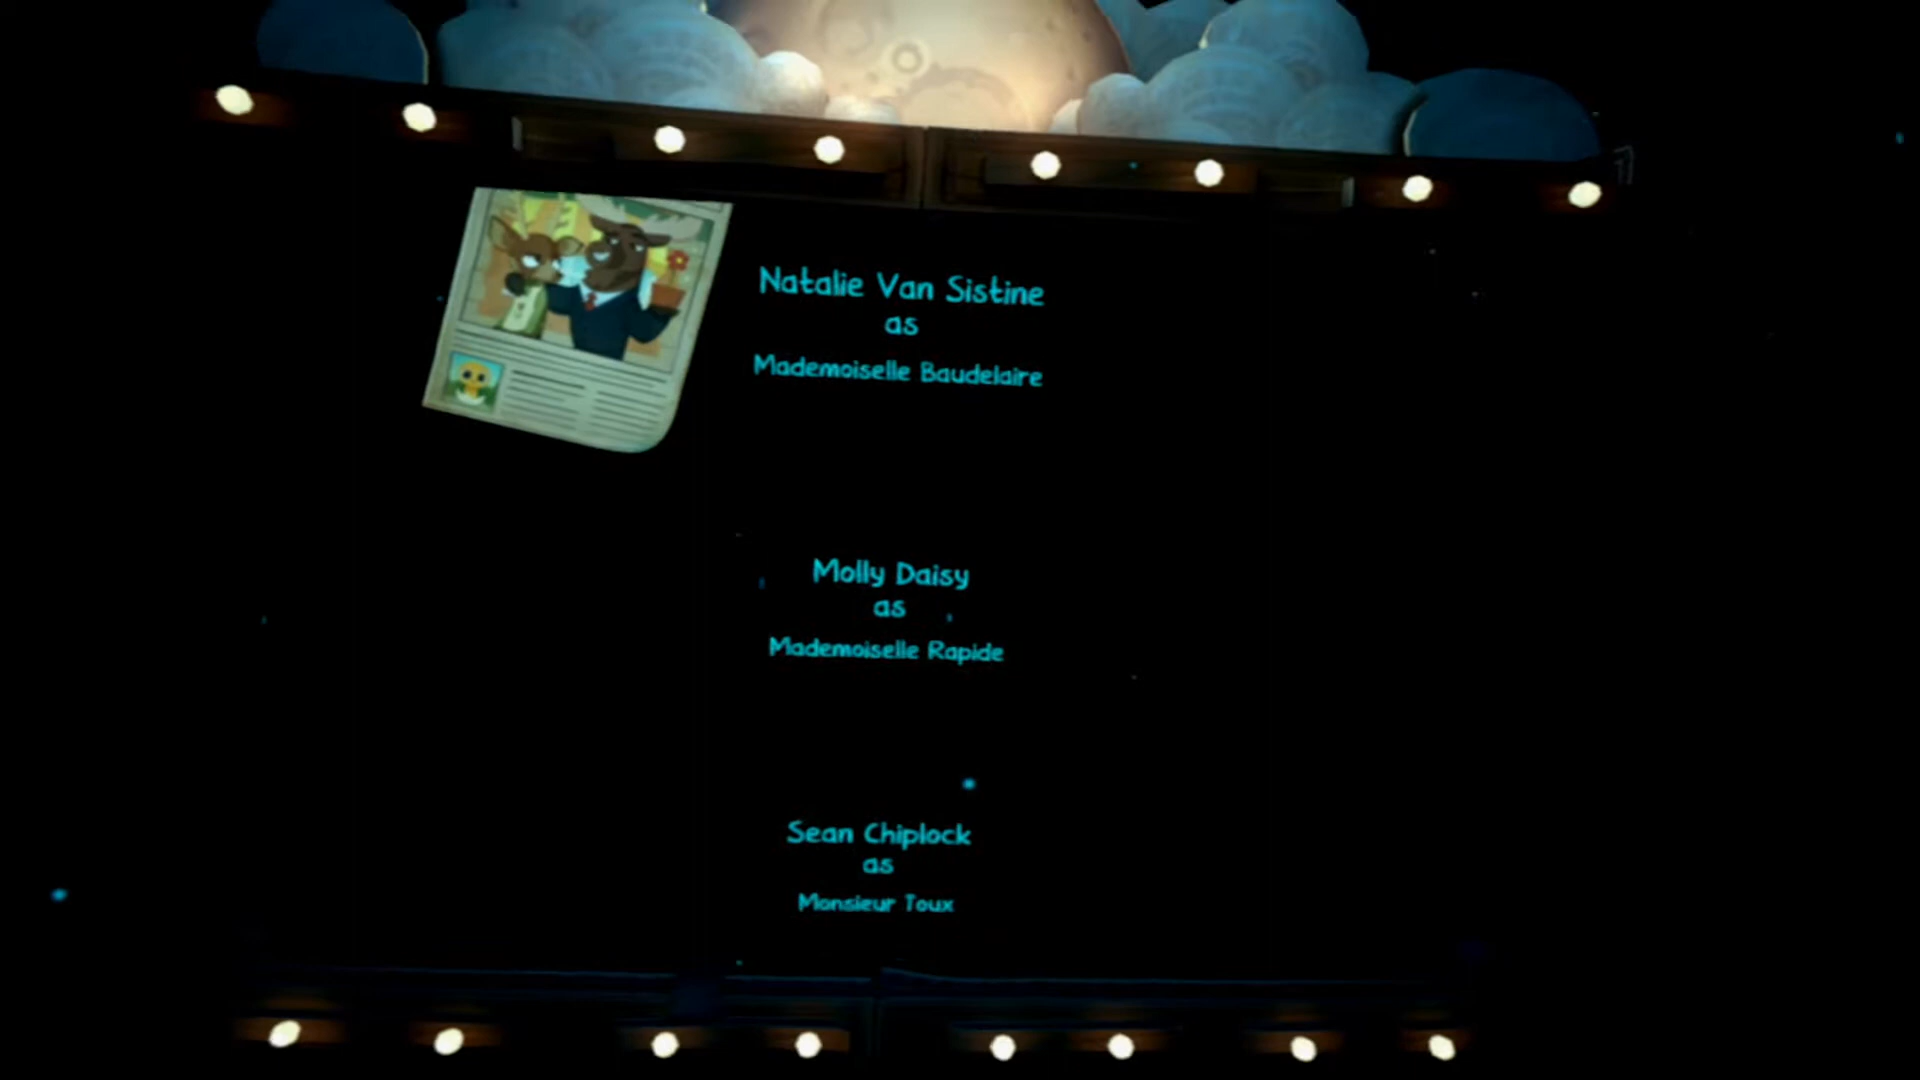 Natalie Van Sistine
as
Mademoiselle Baudelaire
Molly Daisy
as
Mademoiselle Rapide
Sean Chiplock
as
Monsieur Toux